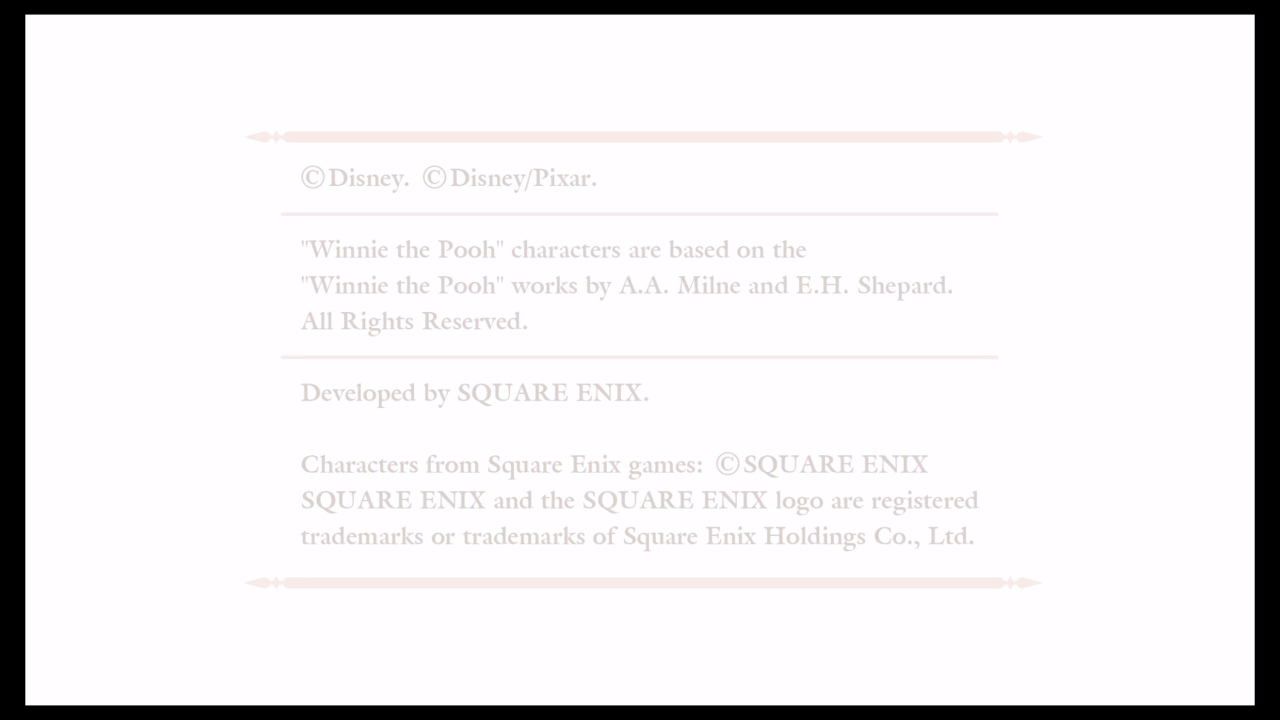 ©Disney. ©Disney/Pixar.
"Winnie the Pooh" characters are based on the
"Winnie the Pooh" works by A.A. Milne and E.H. Shepard.
All Rights Reserved.
Developed by SQUARE ENIX.
Characters from Square Enix games: ©SQUARE ENIX
SQUARE ENIX and the SQUARE ENIX logo are registered
trademarks or trademarks of Square Enix Holdings Co., Ltd.